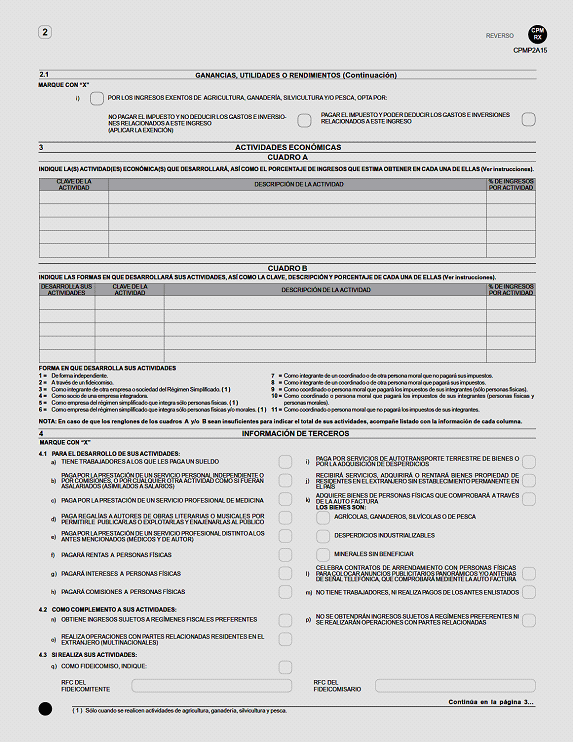 2
REVERSO
CPM
RX
CPMP2A15
2.1 GANANCIAS, UTILIDADES O RENDIMIENTOS (Continuación)
MARQUE CON "X"
i) POR LOS INGRESOS EXENTOS DE AGRICULTURA, GANADERÍA, SILVICULTURA Y/O PESCA, OPTA POR:
NO PAGAR EL IMPUESTO Y NO DEDUCIR LOS GASTOS E INVERSIO-
NES RELACIONADOS A ESTE INGRESO
(APLICAR LA EXENCIÓN)
PAGAR EL IMPUESTO Y PODER DEDUCIR LOS GASTOS E INVERSIONES
RELACIONADOS A ESTE INGRESO
3 ACTIVIDADES ECONÓMICAS
CUADRO A
INDIQUE LA(S) ACTIVIDAD(ES) ECONÓMICA(S) QUE DESARROLLARÁ, ASÍ COMO EL PORCENTAJE DE INGRESOS QUE ESTIMA OBTENER EN CADA UNA DE ELLAS (Ver instrucciones).
CLAVE DE LA
ACTIVIDAD
DESCRIPCIÓN DE LA ACTIVIDAD
% DE INGRESOS
POR ACTIVIDAD
CUADRO B
INDIQUE LAS FORMAS EN QUE DESARROLLARÁ SUS ACTIVIDADES, ASÍ COMO LA CLAVE, DESCRIPCIÓN Y PORCENTAJE DE CADA UNA DE ELLAS (Ver instrucciones).
DESARROLLA SUS
ACTIVIDADES
CLAVE DE LA
ACTIVIDAD
DESCRIPCIÓN DE LA ACTIVIDAD
% DE INGRESOS
POR ACTIVIDAD
FORMA EN QUE DESARROLLA SUS ACTIVIDADES
1 = De forma independiente.
2 = A través de un fideicomiso.
3 = Como integrante de otra empresa o sociedad del Régimen Simplificado. ( 1 )
4 = Como socio de una empresa integradora.
5 = Como empresa del régimen simplificado que integra sólo personas físicas. ( 1 )
6 = Como empresa del régimen simplificado que integra sólo personas físicas y/o morales. ( 1 )
7 = Como integrante de un coordinado o de otra persona moral que no pagará sus impuestos.
8 = Como integrante de un coordinado o de otra persona moral que pagará sus impuestos.
9 = Como coordinado o persona moral que pagará los impuestos de sus integrantes (sólo personas físicas).
10 = Como coordinado o persona moral que pagará los impuestos de sus integrantes (personas físicas y
personas morales).
11 = Como coordinado o persona moral que no pagará los impuestos de sus integrantes.
NOTA: En caso de que los renglones de los cuadros A y/o B sean insuficientes para indicar el total de sus actividades, acompañe listado con la información de cada columna.
4 INFORMACIÓN DE TERCEROS
MARQUE CON "X"
4.1 PARA EL DESARROLLO DE SUS ACTIVIDADES:
a) TIENE TRABAJADORES A LOS QUE LES PAGA UN SUELDO
b) PAGA POR LA PRESTACIÓN DE UN SERVICIO PERSONAL INDEPENDIENTE O
POR COMISIONES, O POR CUALQUIER OTRA ACTIVIDAD COMO SI FUERAN
ASALARIADOS (ASIMILADOS A SALARIOS)
c) PAGA POR LA PRESTACIÓN DE UN SERVICIO PROFESIONAL DE MEDICINA
d) PAGA REGALÍAS A AUTORES DE OBRAS LITERARIAS O MUSICALES POR
PERMITIRLE PUBLICARLAS O EXPLOTARLAS Y ENAJENARLAS AL PÚBLICO
e) PAGA POR LA PRESTACIÓN DE UN SERVICIO PROFESIONAL DISTINTO A LOS
ANTES MENCIONADOS (MÉDICOS Y DE AUTOR)
f) PAGARÁ RENTAS A PERSONAS FÍSICAS
g) PAGARÁ INTERESES A PERSONAS FÍSICAS
h) PAGARÁ COMISIONES A PERSONAS FÍSICAS
i) PAGA POR SERVICIOS DE AUTOTRANSPORTE TERRESTRE DE BIENES O
POR LA ADQUISICIÓN DE DESPERDICIOS
j) RECIBIRÁ SERVICIOS, ADQUIRIRÁ O RENTARÁ BIENES PROPIEDAD DE
RESIDENTES EN EL EXTRANJERO SIN ESTABLECIMIENTO PERMANENTE EN
EL PAÍS
k) ADQUIERE BIENES DE PERSONAS FÍSICAS QUE COMPROBARÁ A TRAVÉS
DE LA AUTO FACTURA
LOS BIENES SON:
AGRÍCOLAS, GANADEROS, SILVÍCOLAS O DE PESCA
DESPERDICIOS INDUSTRIALIZABLES
MINERALES SIN BENEFICIAR
l) CELEBRA CONTRATOS DE ARRENDAMIENTO CON PERSONAS FÍSICAS
PARA COLOCAR ANUNCIOS PUBLICITARIOS PANORÁMICOS Y/O ANTENAS
DE SEÑAL TELEFÓNICA, QUE COMPROBARÁ MEDIANTE LA AUTO FACTURA
m) NO TIENE TRABAJADORES, NI REALIZA PAGOS DE LOS ANTES ENLISTADOS
4.2 COMO COMPLEMENTO A SUS ACTIVIDADES:
n) OBTIENE INGRESOS SUJETOS A REGÍMENES FISCALES PREFERENTES
o) REALIZA OPERACIONES CON PARTES RELACIONADAS RESIDENTES EN EL
EXTRANJERO (MULTINACIONALES)
p) NO SE OBTENDRÁN INGRESOS SUJETOS A REGÍMENES PREFERENTES NI
SE REALIZARÁN OPERACIONES CON PARTES RELACIONADAS
4.3 SI REALIZA SUS ACTIVIDADES:
q) COMO FIDEICOMISO, INDIQUE:
RFC DEL
FIDEICOMITENTE
RFC DEL
FIDEICOMISARIO
Continúa en la página 3...
( 1 ) Sólo cuando se realicen actividades de agricultura, ganadería, silvicultura y pesca.